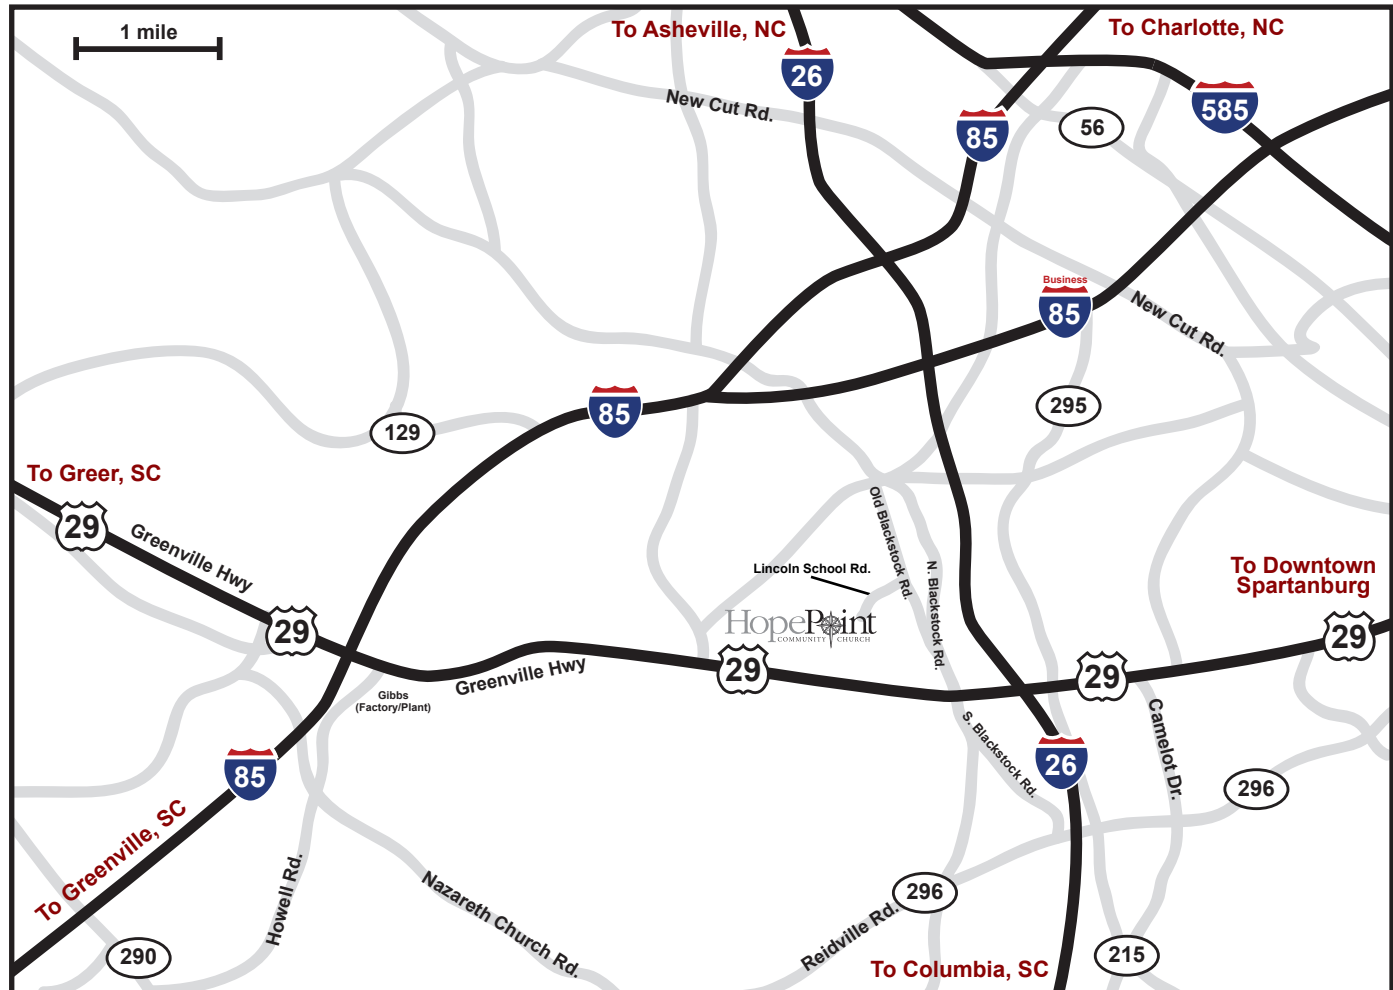 1 mile
To Asheville, NC
To Charlotte, NC
26
585
New Cut Rd.
85
56
Business
85
New Cut Rd.
85
295
129
To Greer, SC
29
Greenville Hwy
Old Blackstock Rd.
N. Blackstock Rd.
Lincoln School Rd.
To Downtown
Spartanburg
HopePoint
COMMUNITY CHURCH
29
29
29
29
Greenville Hwy
Gibbs
(Factory/Plant)
S. Blackstock Rd.
Camelot Dr.
85
26
296
To Greenville, SC
Howell Rd.
Nazareth Church Rd.
296
Reidville Rd.
290
215
To Columbia, SC